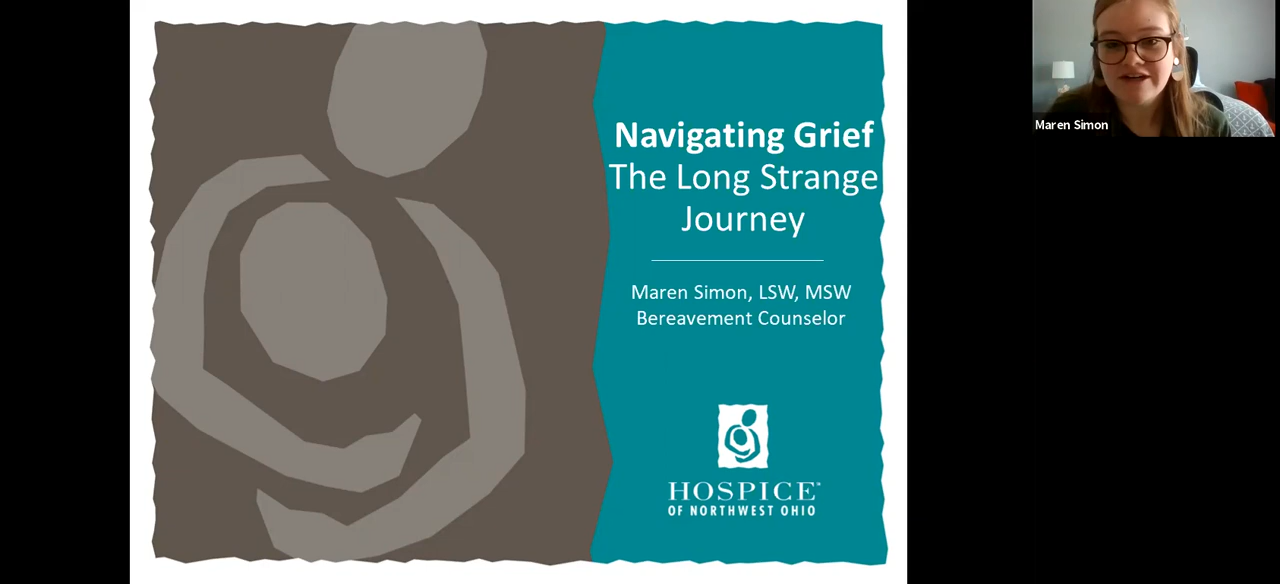 Navigating Grief
The Long Strange
Journey
Maren Simon, LSW, MSW
Bereavement Counselor
HOSPICE
OF NORTHWEST OHIO
Maren Simon